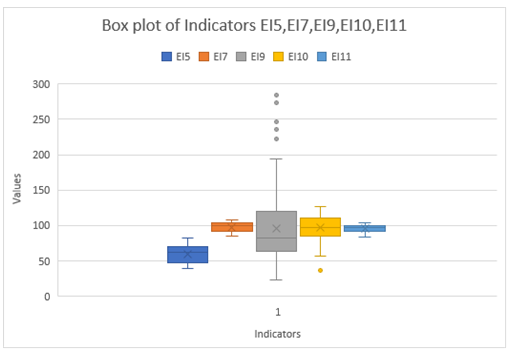 Box plot of Indicators EI5,EI7,EI9,EI10,EI11
EI5 EI7 EI9 EI10 EI11
300
250
200
150
100
50
0
Values
1
Indicators